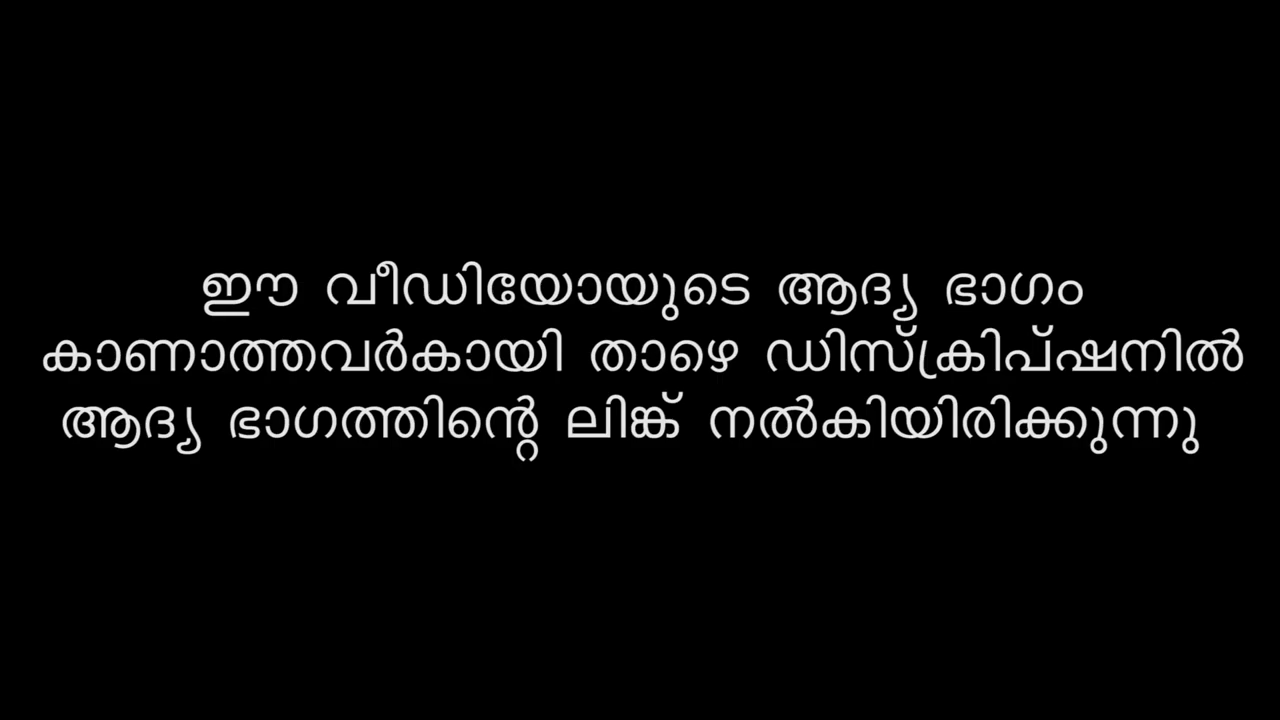 ഈ വീഡിയോയുടെ ആദ്യ ഭാഗം
കാണാത്തവർകായി താഴെ ഡിസ്ക്രിപ്ഷനിൽ
ആദ്യ ഭാഗത്തിന്റെ ലിങ്ക് നൽകിയിരിക്കുന്നു